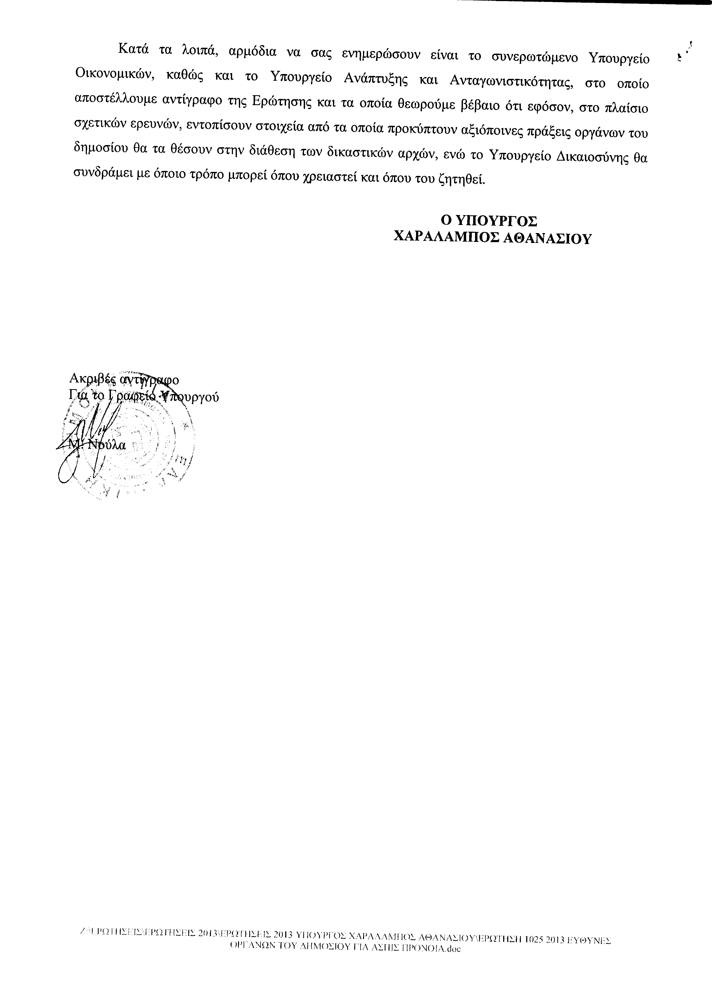 Κατά τα λοιπά, αρμόδια να σας ενημερώσουν είναι το συνερωτώμενο Υπουργείο
Οικονομικών, καθώς και το Υπουργείο Ανάπτυξης και Ανταγωνιστικότητας, στο οποίο
αποστέλλουμε αντίγραφο της Ερώτησης και τα οποία θεωρούμε βέβαιο ότι εφόσον, στο πλαίσιο
σχετικών ερευνών, εντοπίσουν στοιχεία από τα οποία προκύπτουν αξιόποινες πράξεις οργάνων του
δημοσίου θα τα θέσουν στην διάθεση των δικαστικών αρχών, ενώ το Υπουργείο Δικαιοσύνης θα
συνδράμει με όποιο τρόπο μπορεί όπου χρειαστεί και όπου του ζητηθεί.
Ο ΥΠΟΥΡΓΟΣ
ΧΑΡΑΛΑΜΠΟΣ ΑΘΑΝΑΣΙΟΥ
Ακριβές αντίγραφο
Για το Γραφείο Υπουργού
Μ. Νούλα
Ζ:\ΕΡΩΤΗΣΕΙΣ\ΕΡΩΤΗΣΕΙΣ 2013\ΕΡΩΤΗΣΕΙΣ 2013 ΥΠΟΥΡΓΟΣ ΧΑΡΑΛΑΜΠΟΣ ΑΘΑΝΑΣΙΟΥ\ΕΡΩΤΗΣΗ 1025 2013 ΕΥΘΥΝΕΣ
ΟΡΓΑΝΩΝ ΤΟΥ ΔΗΜΟΣΙΟΥ ΓΙΑ ΑΣΠΙΣ ΠΡΟΝΟΙΑ.doc